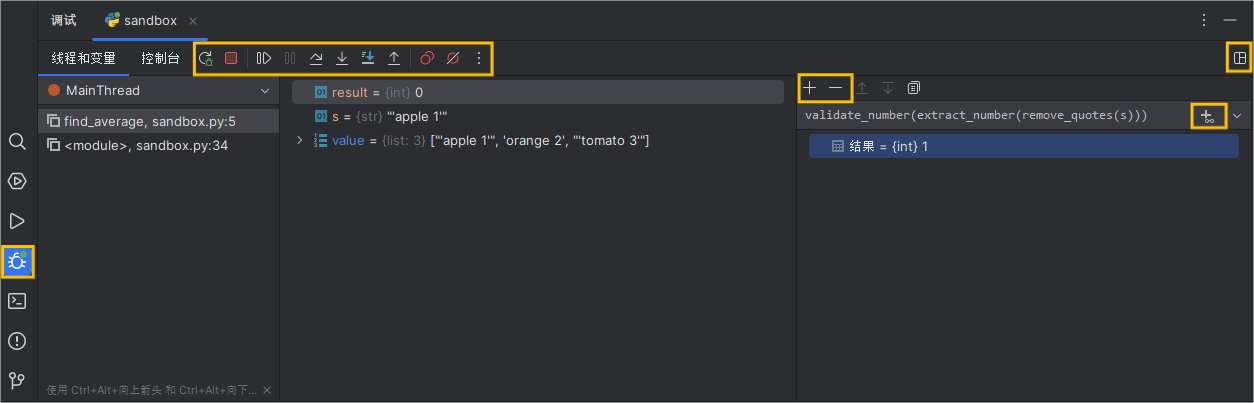 调试 sandbox
线程和变量 控制台
MainThread
find_average, sandbox.py:5
<module>, sandbox.py:34
使用 Ctrl+Alt+向上箭头 和 Ctrl+Alt+向下...
result = {int} 0
s = {str} "'apple 1'"
value = {list: 3} ["'apple 1'", 'orange 2', "'tomato 3'"]
validate_number(extract_number(remove_quotes(s)))
结果 = {int} 1